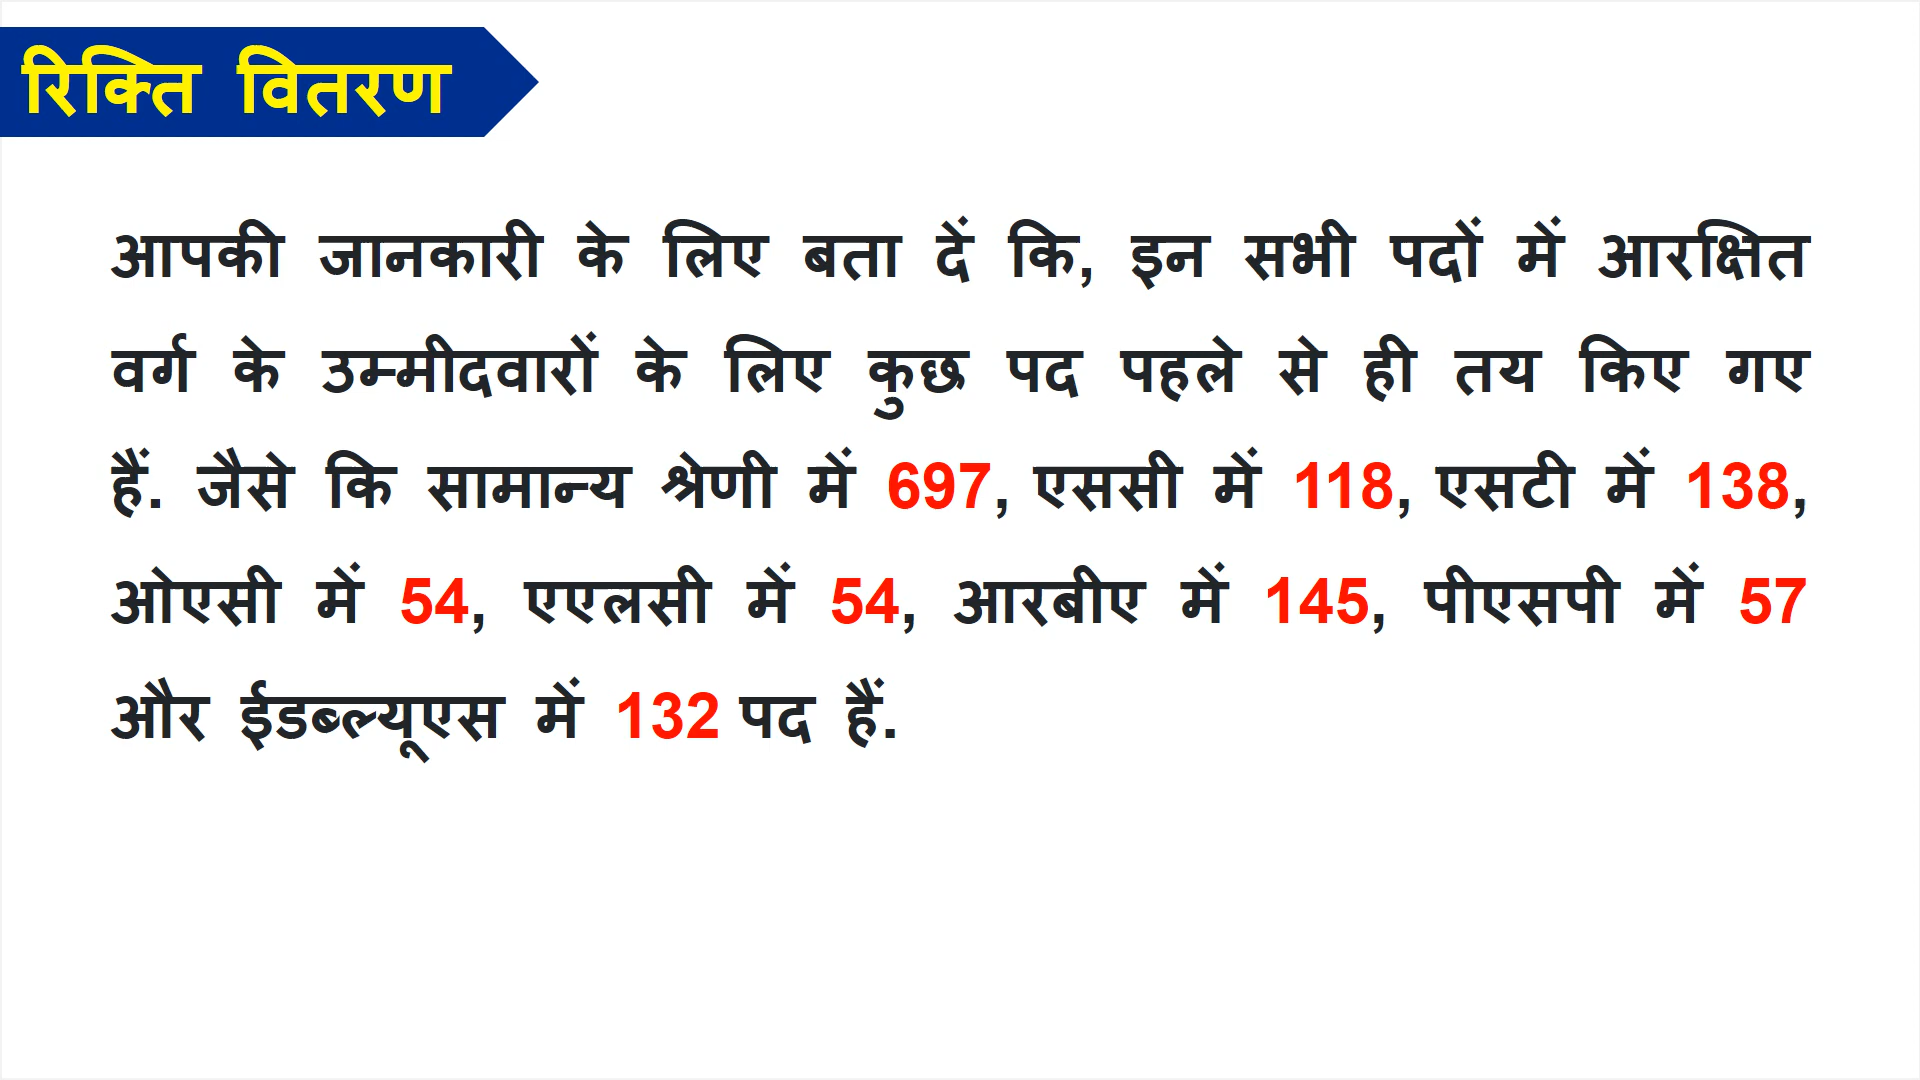 रिक्ति वितरण
आपकी जानकारी के लिए बता दें कि, इन सभी पदों में आरक्षित
वर्ग के उम्मीदवारों के लिए कुछ पद पहले से ही तय किए गए
हैं. जैसे कि सामान्य श्रेणी में 697, एससी में 118, एसटी में 138,
ओएसी में 54, एएलसी में 54, आरबीए में 145, पीएसपी में 57
और ईडब्ल्यूएस में 132 पद हैं.